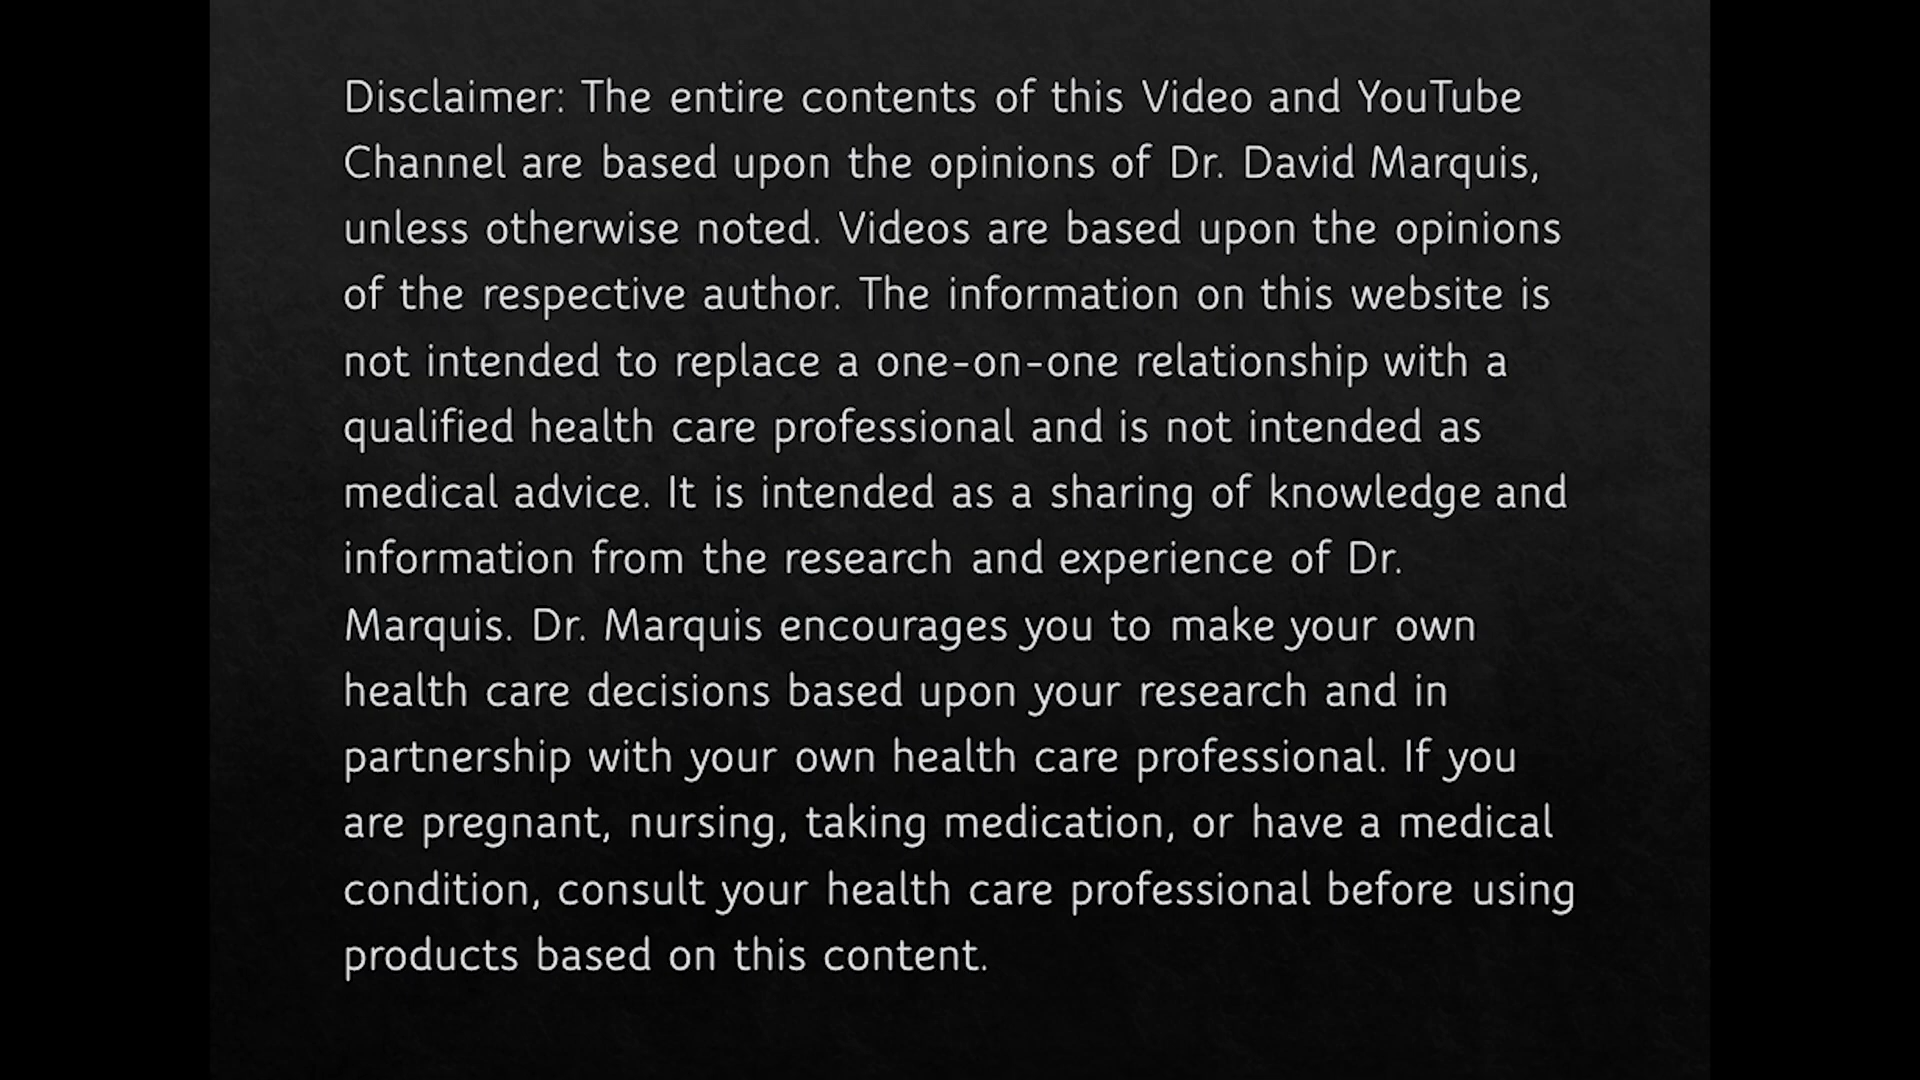 Disclaimer: The entire contents of this Video and YouTube
Channel are based upon the opinions of Dr. David Marquis,
unless otherwise noted. Videos are based upon the opinions
of the respective author. The information on this website is
not intended to replace a one-on-one relationship with a
qualified health care professional and is not intended as
medical advice. It is intended as a sharing of knowledge and
information from the research and experience of Dr.
Marquis. Dr. Marquis encourages you to make your own
health care decisions based upon your research and in
partnership with your own health care professional. If you
are pregnant, nursing, taking medication, or have a medical
condition, consult your health care professional before using
products based on this content.